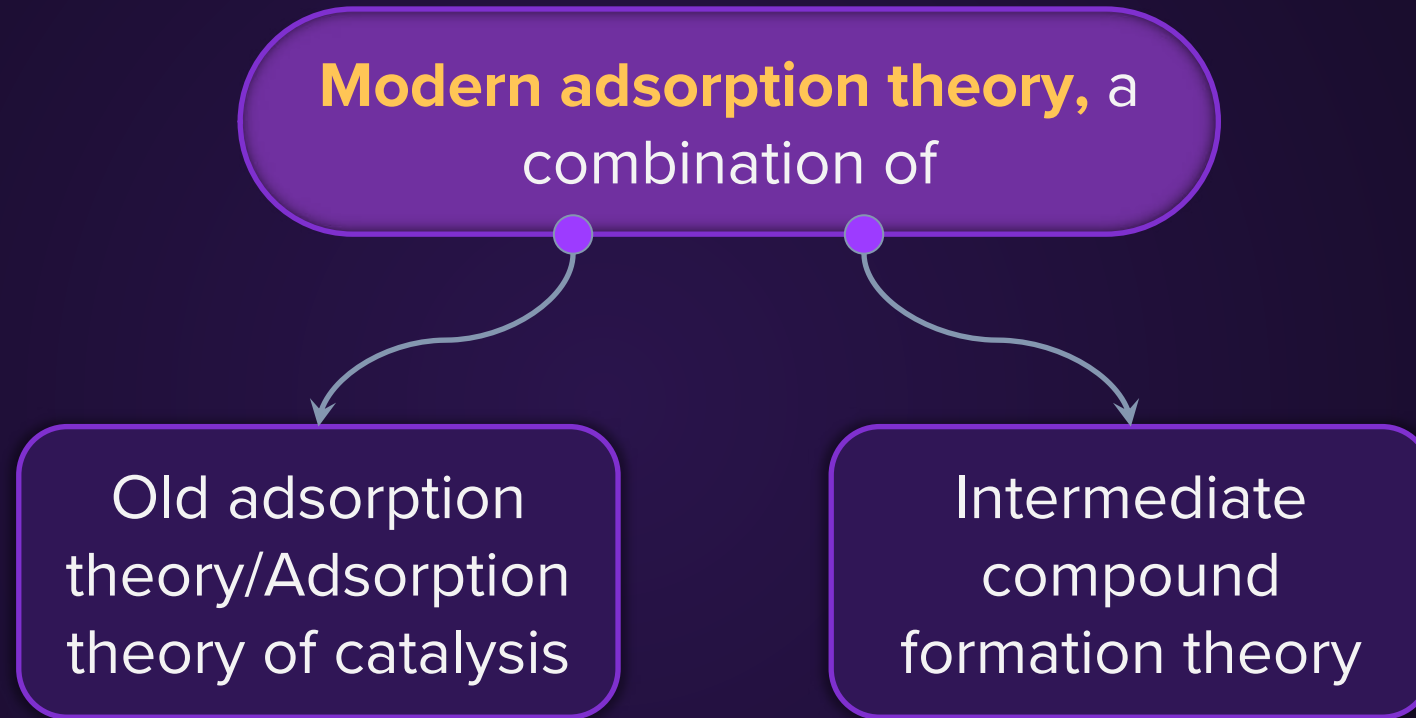 Modern adsorption theory, a
combination of
Old adsorption
theory/Adsorption
theory of catalysis
Intermediate
compound
formation theory